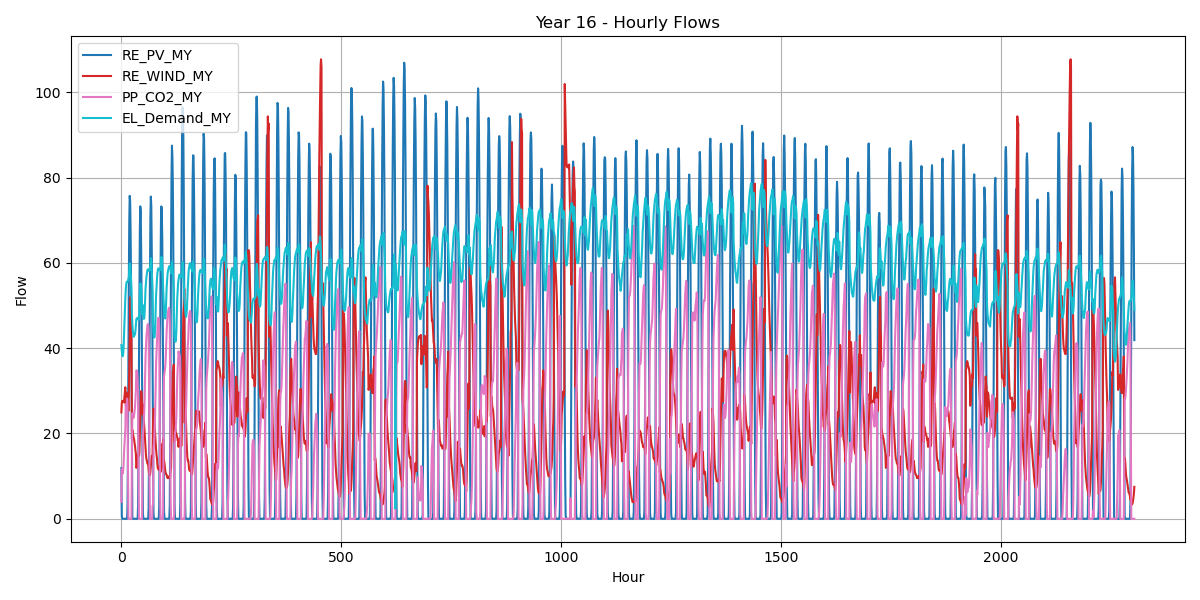 Year 16 - Hourly Flows
RE_PV_MY
RE_WIND_MY
PP_CO2_MY
EL_Demand_MY
100
80
60
40
20
0
Flow
0 500 1000 1500 2000
Hour